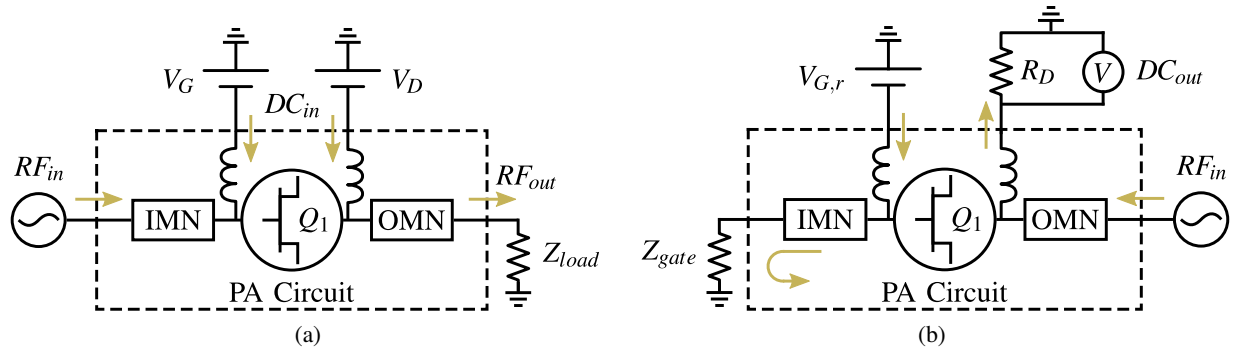 V_G
V_D
DC_in
RF_in
RF_out
IMN
Q_1
OMN
Z_load
PA Circuit
(a)
V_G,r
R_D
V
DC_out
RF_in
IMN
Q_1
OMN
Z_gate
PA Circuit
(b)